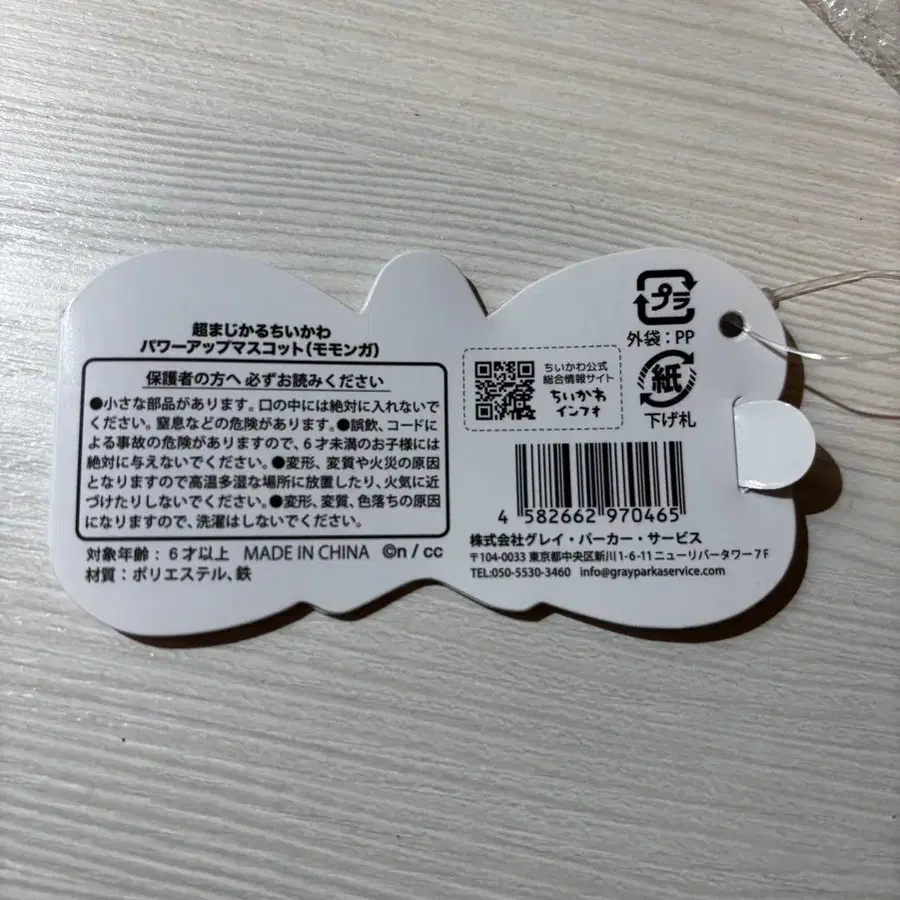 超まじかるちいかわ
パワーアップマスコット(モモンガ)
保護者の方へ 必ずお読みください
●小さな部品があります。口の中には絶対に入れないで
ください。窒息などの危険があります。●誤飲、コードに
よる事故の危険がありますので、6才未満のお子様には
絶対に与えないでください。●変形、変質や火災の原因
となりますので高温多湿な場所に放置したり、火気に近
づけたりしないでください。●変形、変質、色落ちの原因
になりますので、洗濯はしないでください。
対象年齢：6才以上 MADE IN CHINA ©n / cc
材質：ポリエステル、鉄
ちいかわ公式
総合情報サイト
ちいかわ
インフォ
プラ
外袋：PP
紙
下げ札
4 582662 970465
株式会社グレイ・パーカー・サービス
〒104-0033 東京都中央区新川1-6-11 ニューリバータワー7F
TEL:050-5530-3460 info@grayparkaservice.com